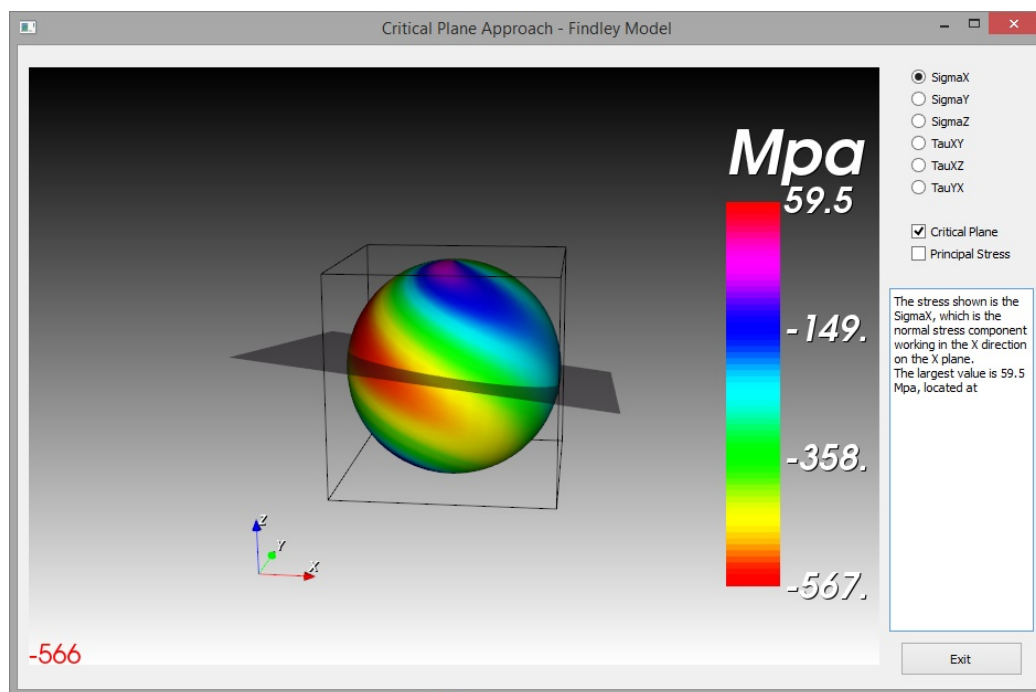 Critical Plane Approach - Findley Model
SigmaX
SigmaY
SigmaZ
TauXY
TauXZ
TauYX
Critical Plane
Principal Stress
Mpa
59.5
-149.
-358.
-567.
The stress shown is the
SigmaX, which is the
normal stress component
working in the X direction
on the X plane.
The largest value is 59.5
Mpa, located at
Z
Y
X
-566
Exit